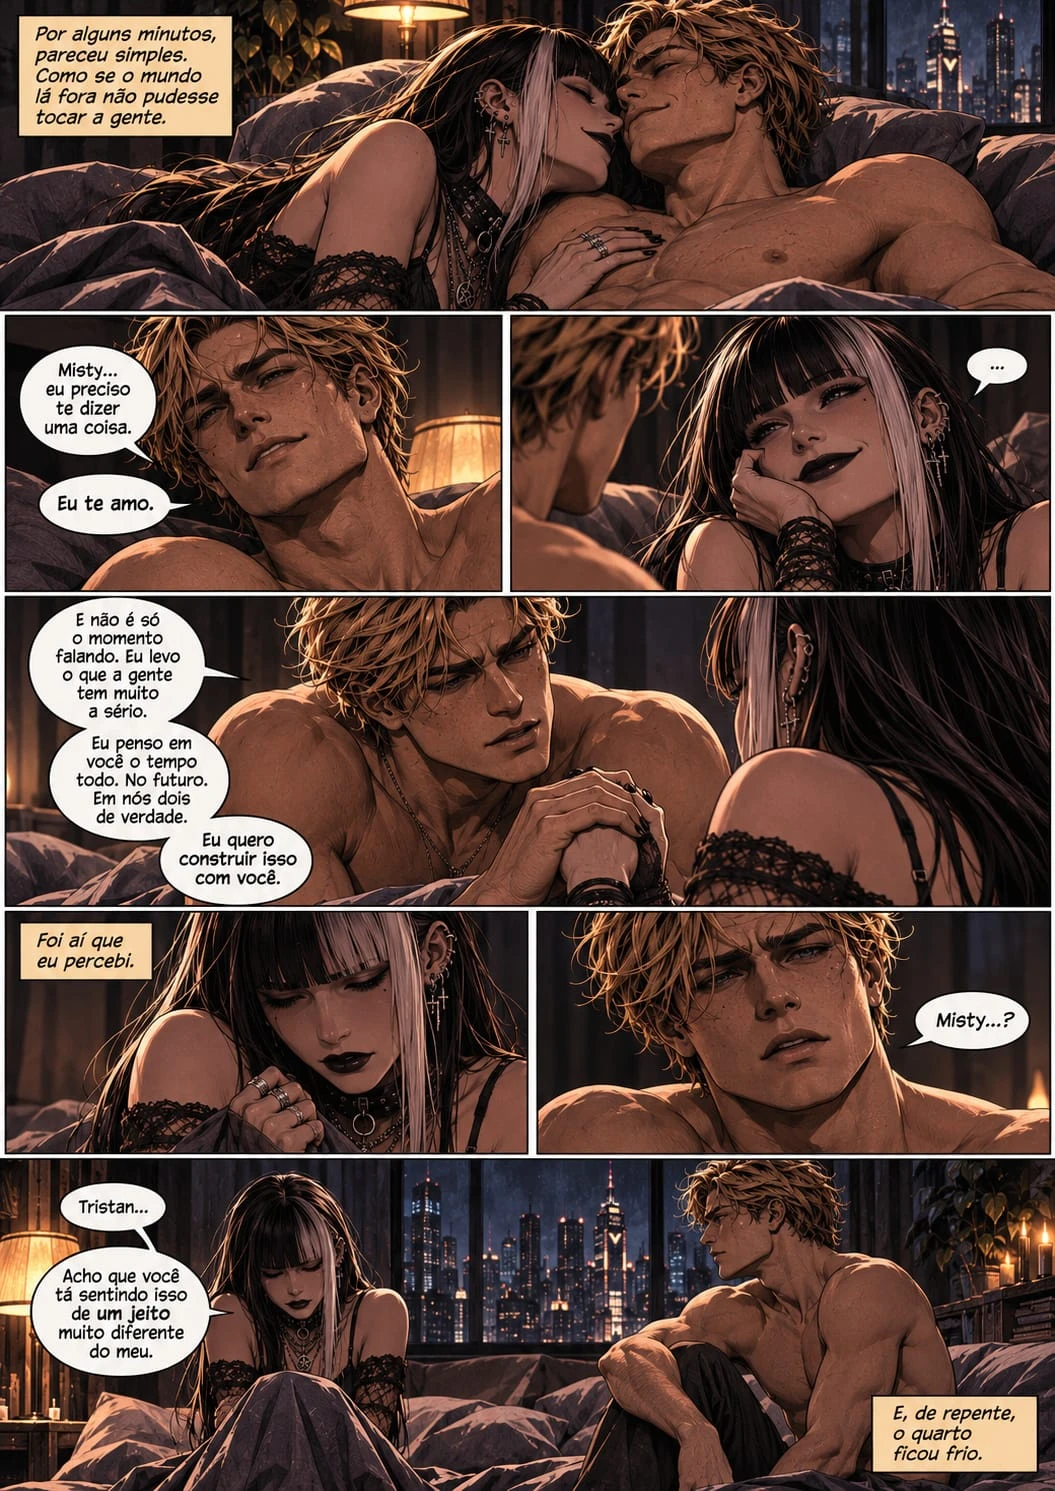 Por alguns minutos,
pareceu simples.
Como se o mundo
lá fora não pudesse
tocar a gente.
Misty...
eu preciso
te dizer
uma coisa.
Eu te amo.
...
E não é só
o momento
falando. Eu levo
o que a gente
tem muito
a sério.
Eu penso em
você o tempo
todo. No futuro.
Em nós dois
de verdade.
Eu quero
construir isso
com você.
Foi aí que
eu percebi.
Misty...?
Tristan...
Acho que você
tá sentindo isso
de um jeito
muito diferente
do meu.
E, de repente,
o quarto
ficou frio.